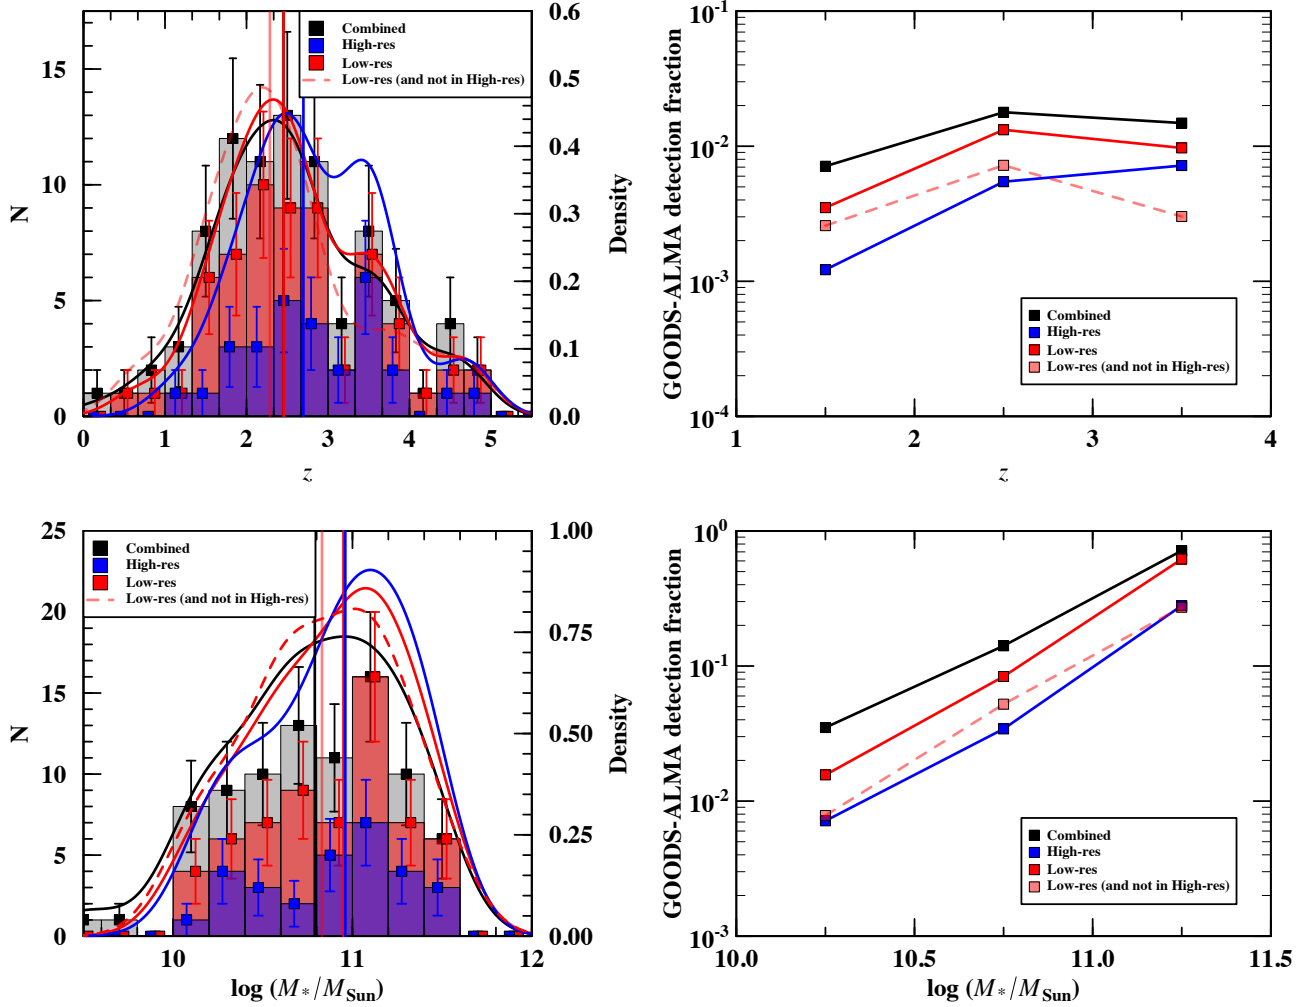 Combined
High-res
Low-res
Low-res (and not in High-res)
15
10
5
0
N
0.6
0.5
0.4
0.3
0.2
0.1
0.0
Density
0 1 2 3 4 5
z
10^-1
10^-2
10^-3
10^-4
GOODS-ALMA detection fraction
Combined
High-res
Low-res
Low-res (and not in High-res)
1 2 3 4
z
25
20
15
10
5
0
N
Combined
High-res
Low-res
Low-res (and not in High-res)
1.00
0.75
0.50
0.25
0.00
Density
10 11 12
log (M*/M_Sun)
10^0
10^-1
10^-2
10^-3
GOODS-ALMA detection fraction
Combined
High-res
Low-res
Low-res (and not in High-res)
10.0 10.5 11.0 11.5
log (M*/M_Sun)